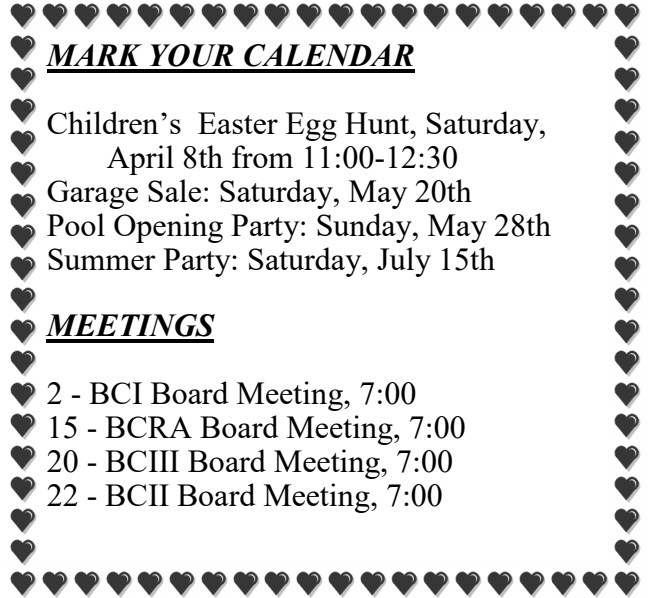 MARK YOUR CALENDAR
Children’s  Easter Egg Hunt, Saturday,
April 8th from 11:00-12:30
Garage Sale: Saturday, May 20th
Pool Opening Party: Sunday, May 28th
Summer Party: Saturday, July 15th
MEETINGS
2 - BCI Board Meeting, 7:00
15 - BCRA Board Meeting, 7:00
20 - BCIII Board Meeting, 7:00
22 - BCII Board Meeting, 7:00